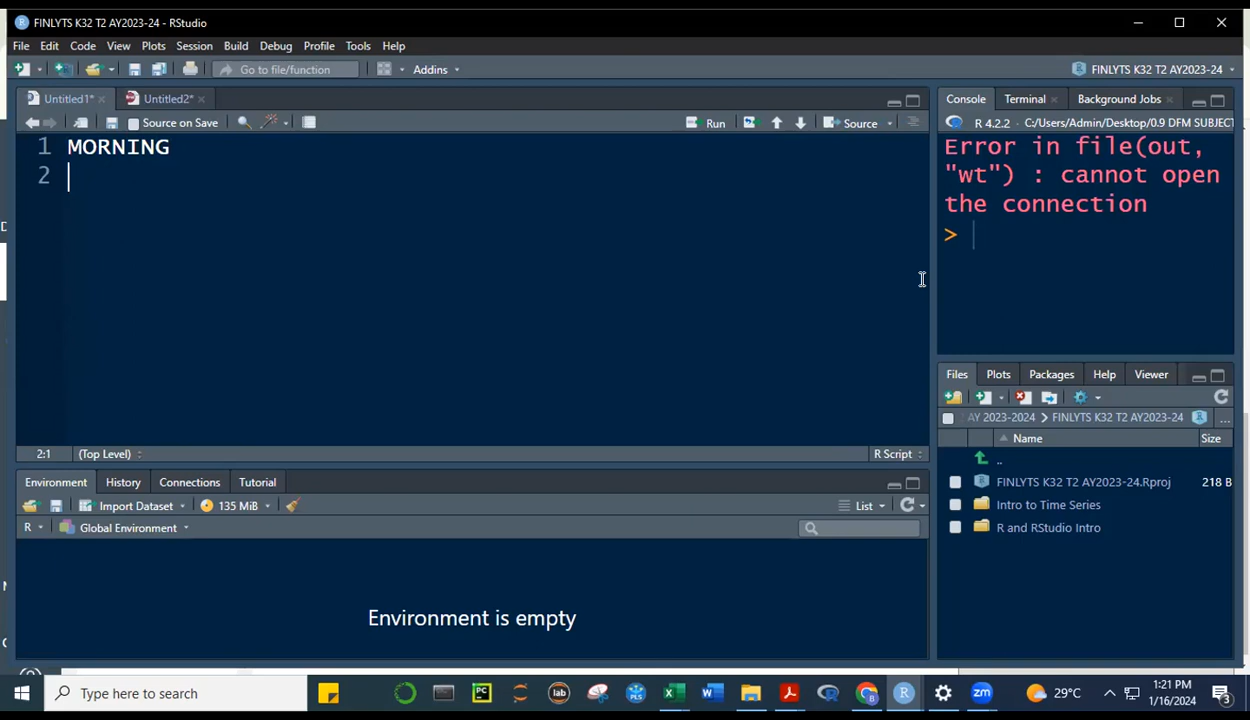 FINLYTS K32 T2 AY2023-24 - RStudio
File Edit Code View Plots Session Build Debug Profile Tools Help
Go to file/function Addins FINLYTS K32 T2 AY2023-24
Untitled1* Untitled2*
Source on Save Run Source
1 MORNING
2
2:1 (Top Level) R Script
Console Terminal Background Jobs
R 4.2.2 C:/Users/Admin/Desktop/0.9 DFM SUBJECT
Error in file(out,
"wt") : cannot open
the connection
>
Environment History Connections Tutorial
Import Dataset 135 MiB List
R Global Environment
Environment is empty
Files Plots Packages Help Viewer
AY 2023-2024 FINLYTS K32 T2 AY2023-24 ...
Name Size
..
FINLYTS K32 T2 AY2023-24.Rproj 218 B
Intro to Time Series
R and RStudio Intro
Type here to search
PC
lab
PLS
zm
29°C
1:21 PM
1/16/2024
3